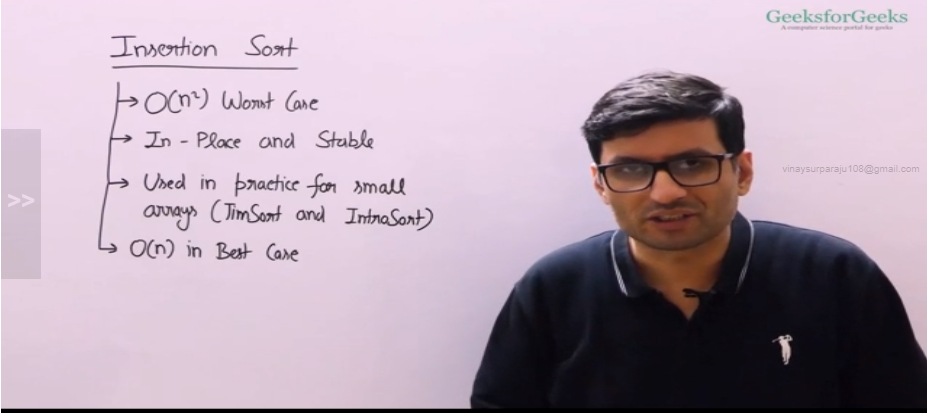 GeeksforGeeks
A computer science portal for geeks
Insertion Sort
O(n²) Worst Case
In - Place and Stable
Used in practice for small
arrays (TimSort and IntroSort)
O(n) in Best Case
>>
vinaysurparaju108@gmail.com